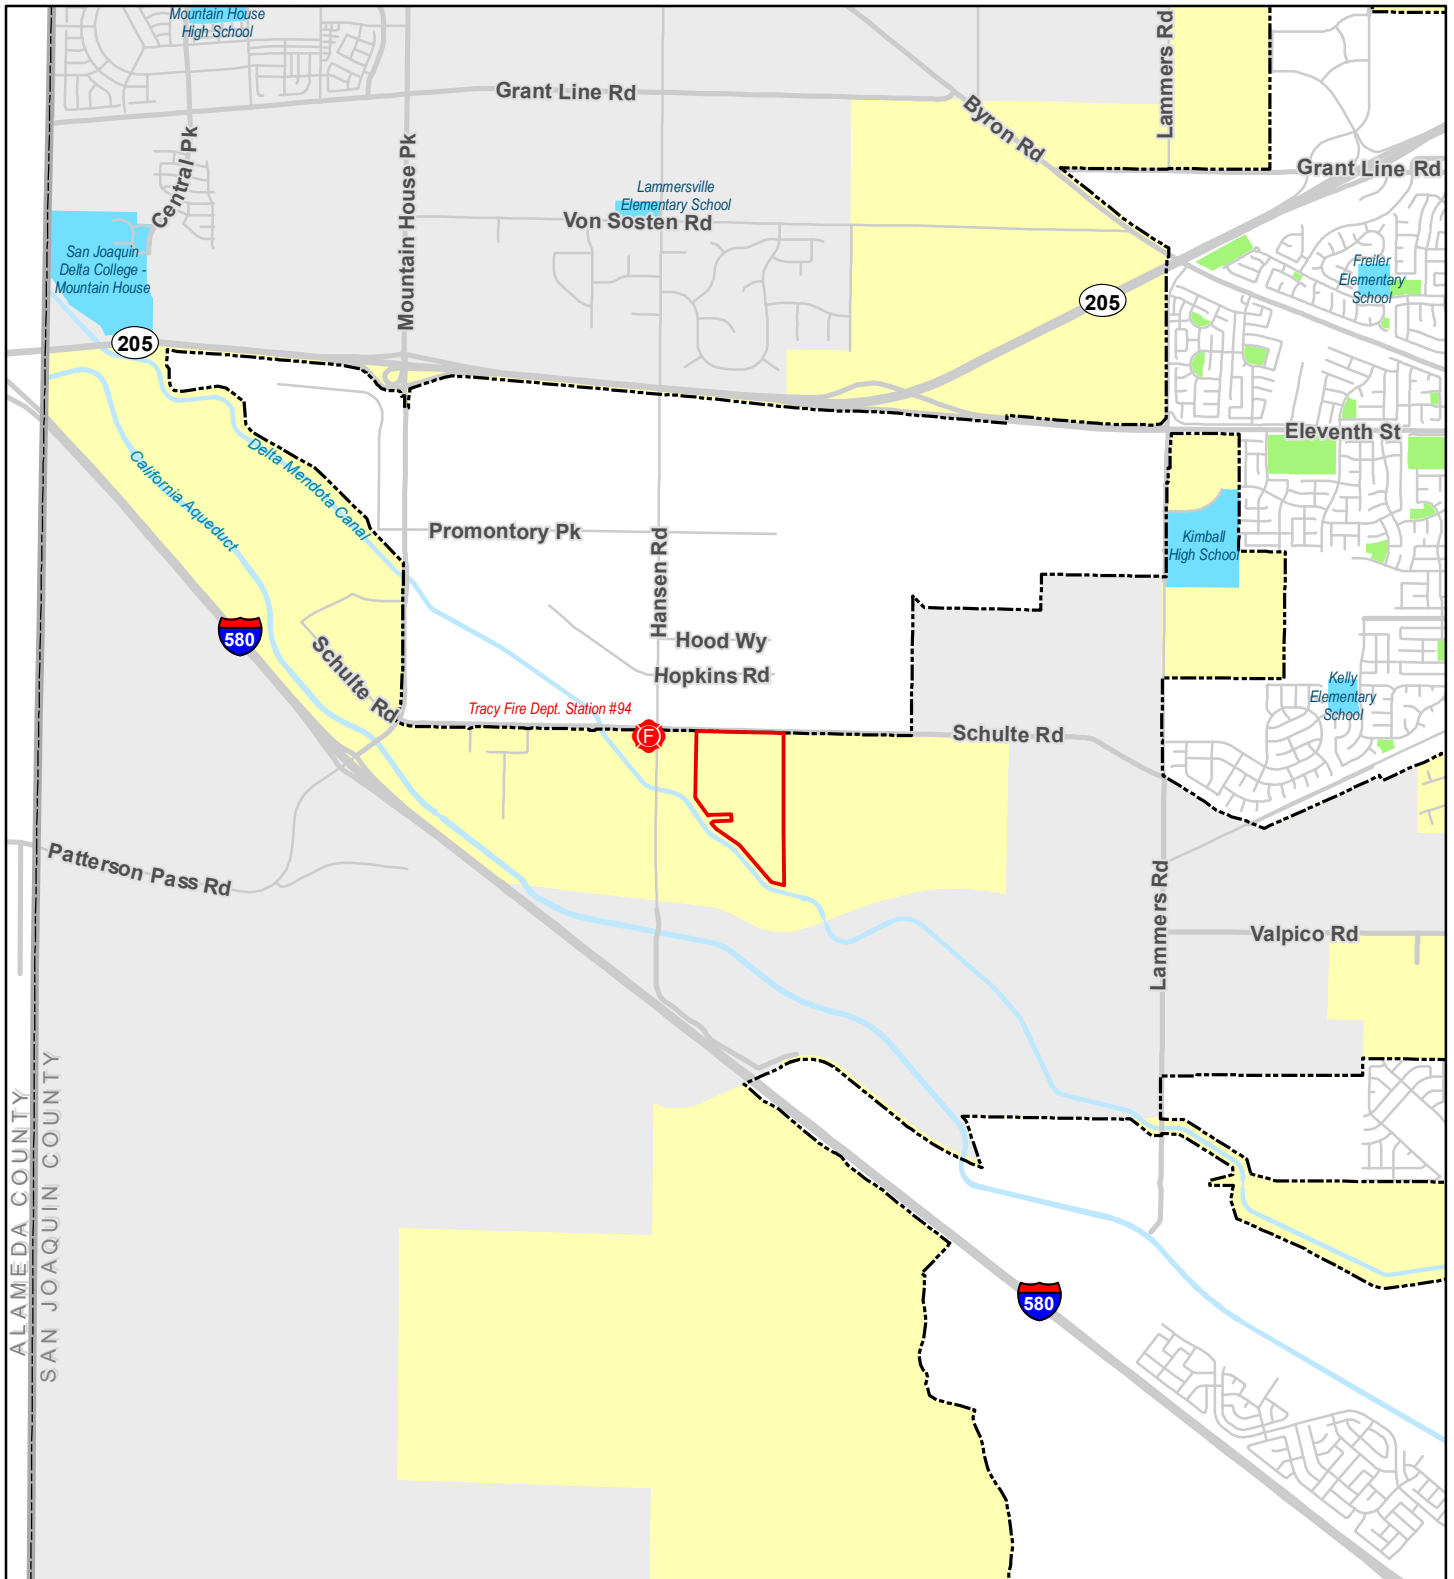 Mountain House
High School
Lammers Rd
Grant Line Rd
Byron Rd
Central Pk
Mountain House Pk
Grant Line Rd
Lammersville
Elementary School
Von Sosten Rd
San Joaquin
Delta College -
Mountain House
Freiler
Elementary
School
205
205
Eleventh St
Delta Mendota Canal
California Aqueduct
Promontory Pk
Hansen Rd
Kimball
High School
580
Hood Wy
Schulte Rd
Hopkins Rd
Kelly
Elementary
School
Tracy Fire Dept. Station #94
F
Schulte Rd
Patterson Pass Rd
Lammers Rd
Valpico Rd
ALAMEDA COUNTY
SAN JOAQUIN COUNTY
580